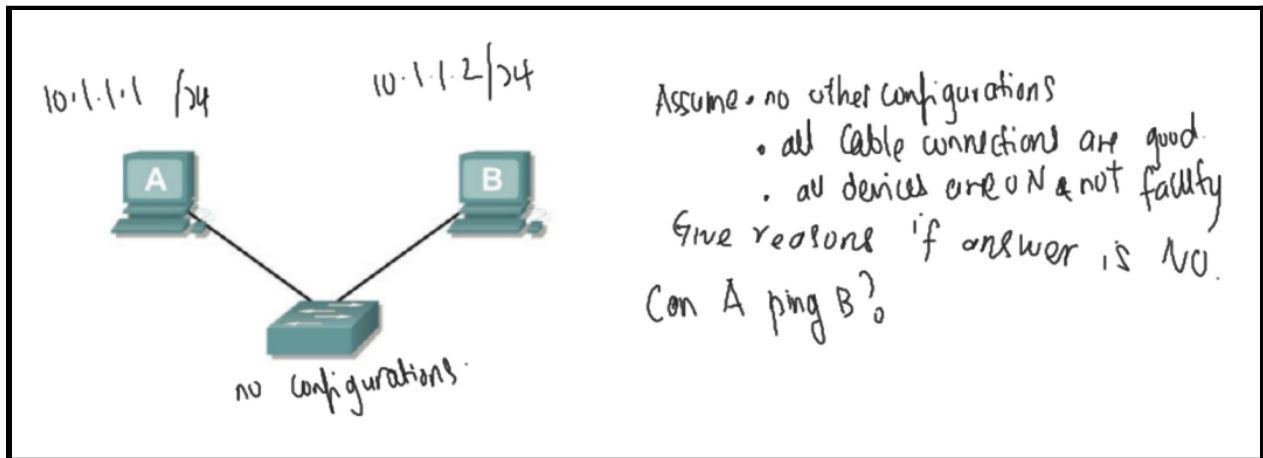 10.1.1.1 /24
10.1.1.2/24
A
B
no configurations.
Assume • no other configurations
• all cable connections are good.
• all devices are ON & not faulty
Give reasons if answer is NO.
Can A ping B?